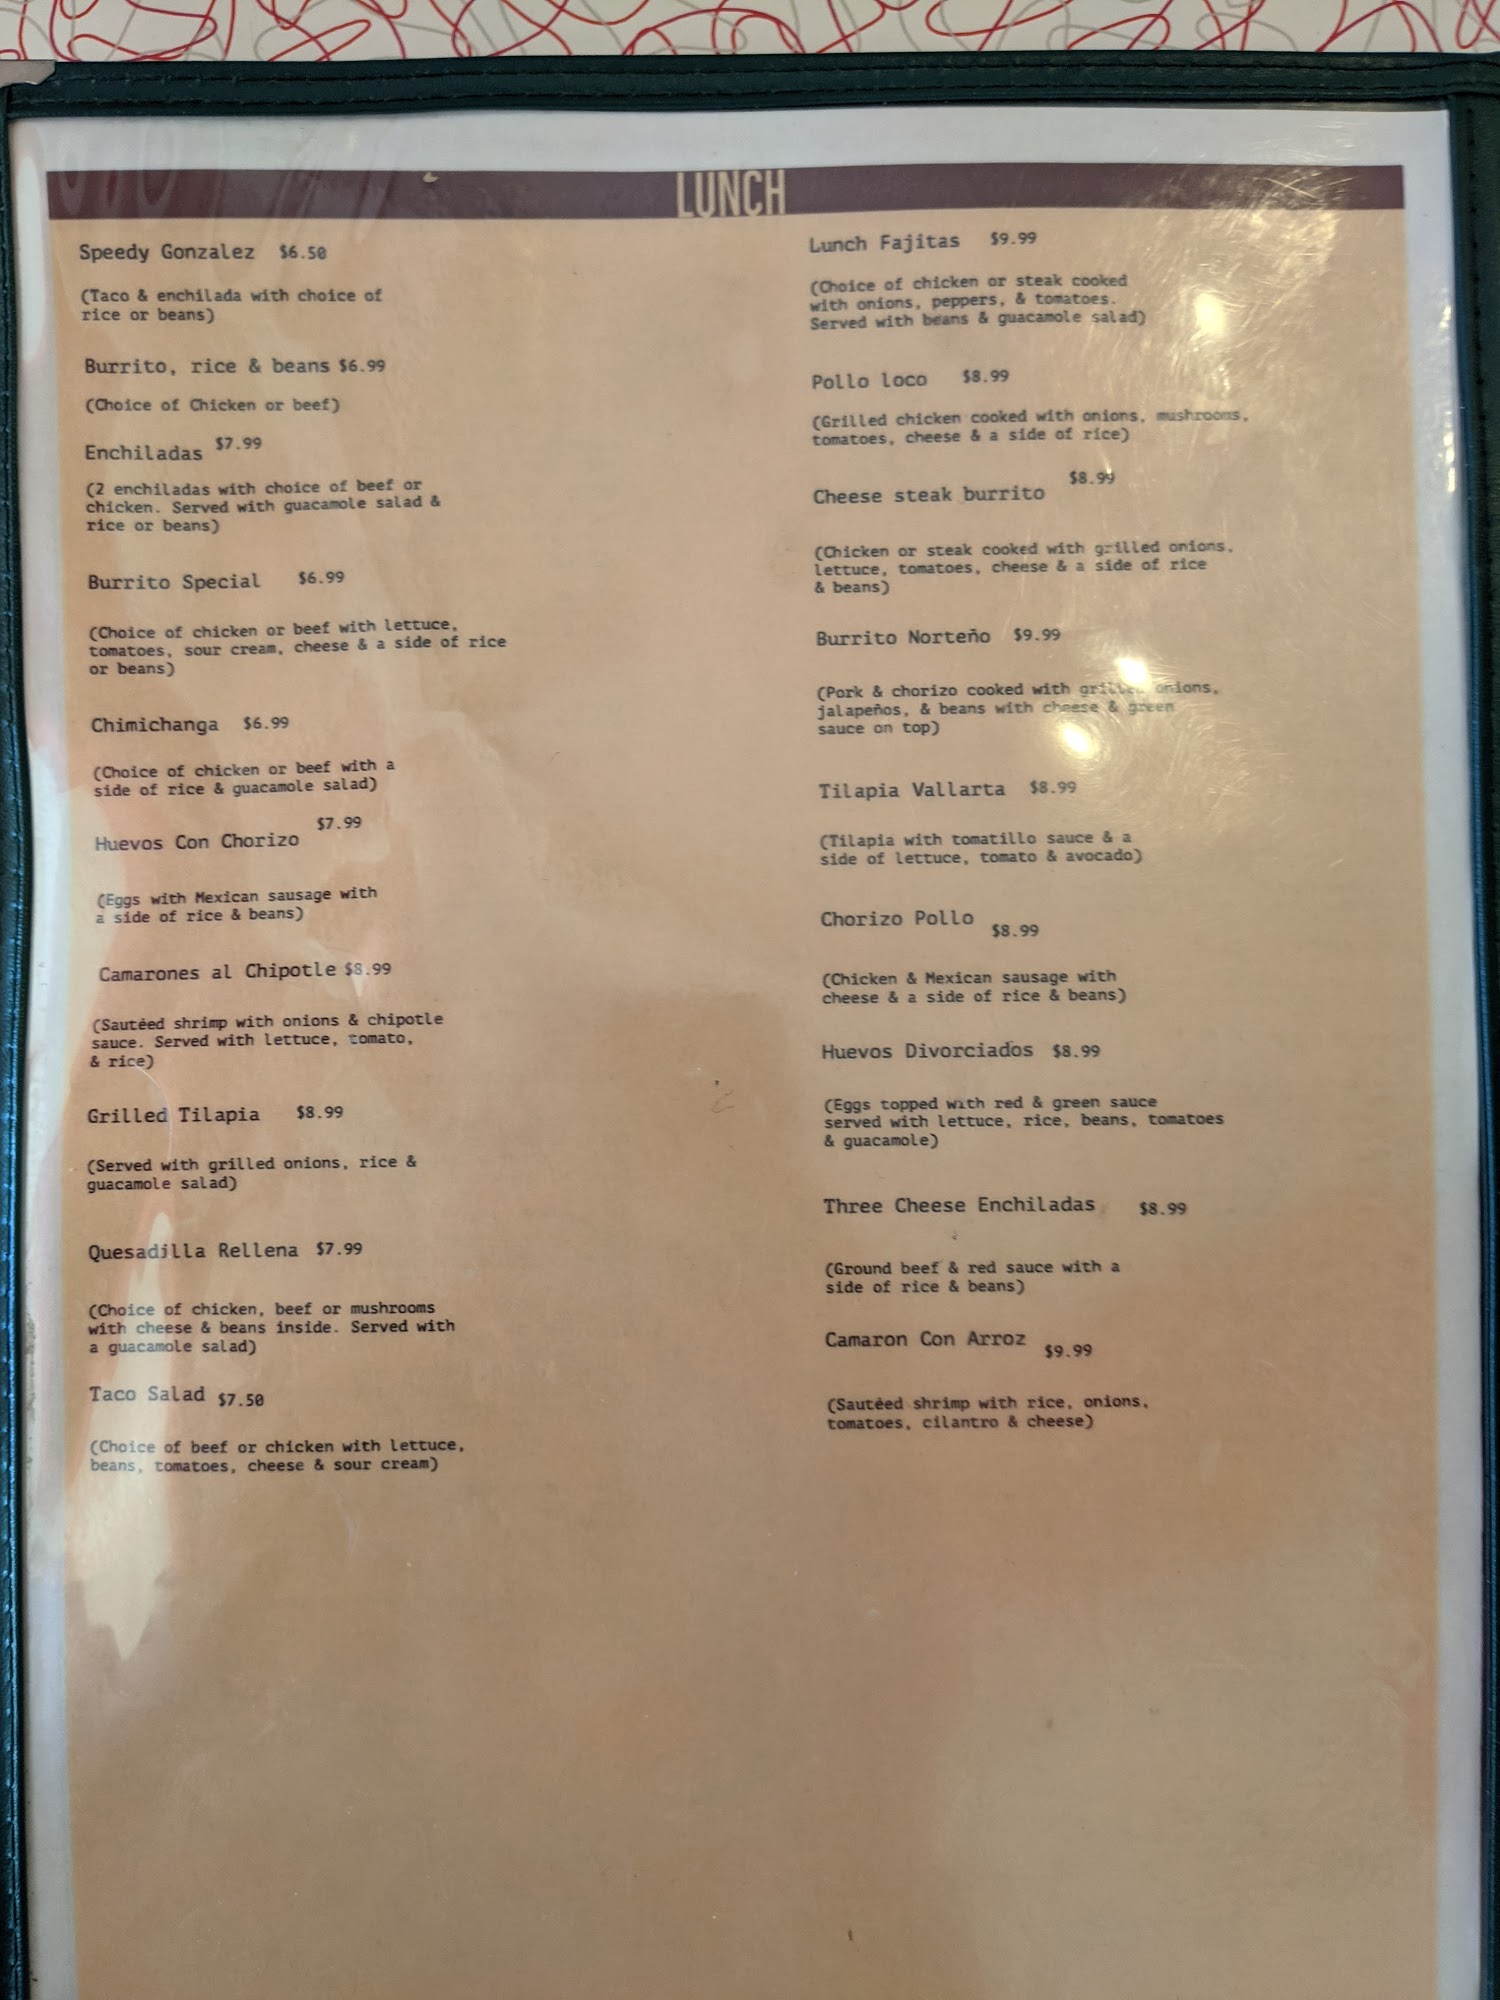 LUNCH
Speedy Gonzalez $6.50
(Taco & enchilada with choice of
rice or beans)
Burrito, rice & beans $6.99
(Choice of Chicken or beef)
Enchiladas $7.99
(2 enchiladas with choice of beef or
chicken. Served with guacamole salad &
rice or beans)
Burrito Special $6.99
(Choice of chicken or beef with lettuce,
tomatoes, sour cream, cheese & a side of rice
or beans)
Chimichanga $6.99
(Choice of chicken or beef with a
side of rice & guacamole salad)
Huevos Con Chorizo $7.99
(Eggs with Mexican sausage with
a side of rice & beans)
Camarones al Chipotle $8.99
(Sautéed shrimp with onions & chipotle
sauce. Served with lettuce, tomato,
& rice)
Grilled Tilapia $8.99
(Served with grilled onions, rice &
guacamole salad)
Quesadilla Rellena $7.99
(Choice of chicken, beef or mushrooms
with cheese & beans inside. Served with
a guacamole salad)
Taco Salad $7.50
(Choice of beef or chicken with lettuce,
beans, tomatoes, cheese & sour cream)
Lunch Fajitas $9.99
(Choice of chicken or steak cooked
with onions, peppers, & tomatoes.
Served with beans & guacamole salad)
Pollo loco $8.99
(Grilled chicken cooked with onions, mushrooms,
tomatoes, cheese & a side of rice)
Cheese steak burrito $8.99
(Chicken or steak cooked with grilled onions,
lettuce, tomatoes, cheese & a side of rice
& beans)
Burrito Norteño $9.99
(Pork & chorizo cooked with grilled onions,
jalapeños, & beans with cheese & green
sauce on top)
Tilapia Vallarta $8.99
(Tilapia with tomatillo sauce & a
side of lettuce, tomato & avocado)
Chorizo Pollo $8.99
(Chicken & Mexican sausage with
cheese & a side of rice & beans)
Huevos Divorciados $8.99
(Eggs topped with red & green sauce
served with lettuce, rice, beans, tomatoes
& guacamole)
Three Cheese Enchiladas $8.99
(Ground beef & red sauce with a
side of rice & beans)
Camaron Con Arroz $9.99
(Sautéed shrimp with rice, onions,
tomatoes, cilantro & cheese)